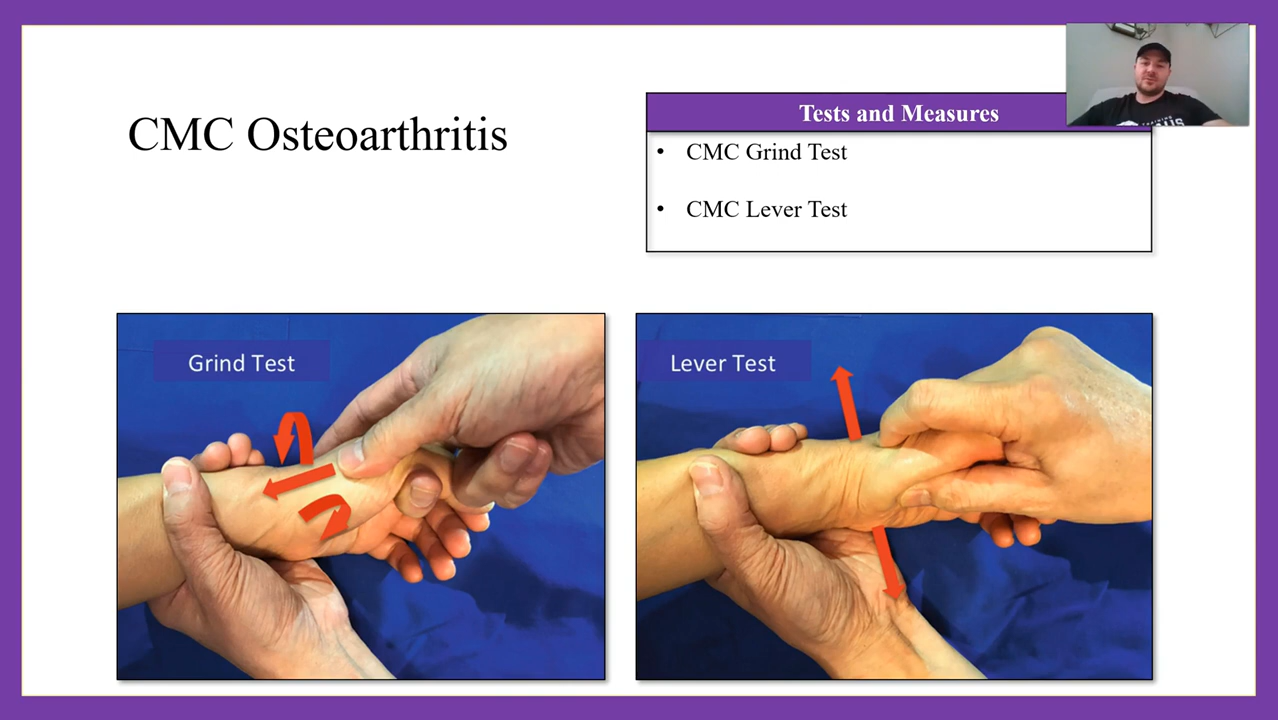 CMC Osteoarthritis
Tests and Measures
• CMC Grind Test
• CMC Lever Test
Grind Test
Lever Test